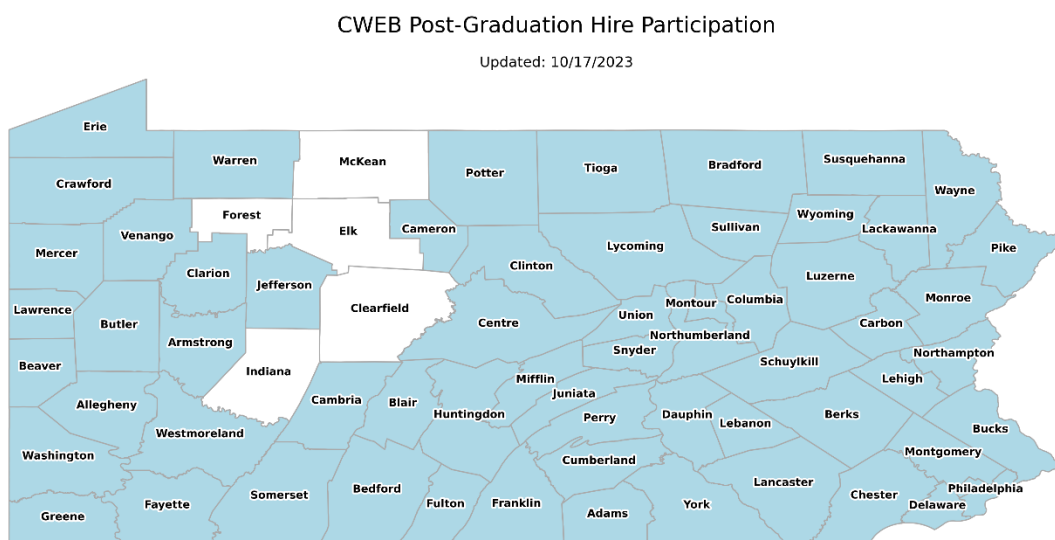 CWEB Post-Graduation Hire Participation
Updated: 10/17/2023
Erie
Warren
McKean
Potter
Tioga
Bradford
Susquehanna
Crawford
Wayne
Forest
Venango
Elk
Cameron
Lycoming
Sullivan
Wyoming
Lackawanna
Mercer
Clarion
Jefferson
Clinton
Luzerne
Pike
Lawrence
Butler
Armstrong
Clearfield
Centre
Union
Montour
Columbia
Northumberland
Carbon
Monroe
Beaver
Indiana
Snyder
Schuylkill
Northampton
Lehigh
Allegheny
Cambria
Blair
Mifflin
Juniata
Huntingdon
Perry
Dauphin
Lebanon
Berks
Bucks
Westmoreland
Washington
Cumberland
Montgomery
Greene
Fayette
Somerset
Bedford
Fulton
Franklin
Adams
York
Lancaster
Chester
Delaware
Philadelphia